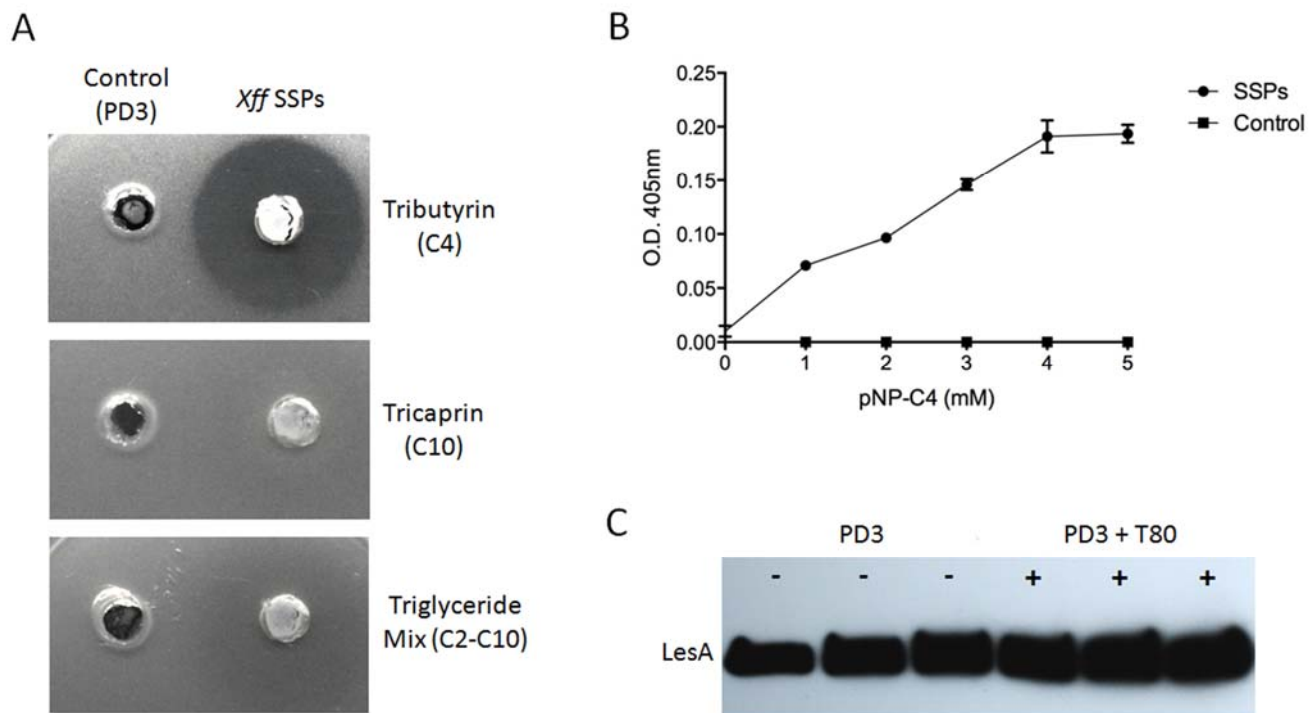 A
Control
(PD3)
Xff SSPs
Tributyrin
(C4)
Tricaprin
(C10)
Triglyceride
Mix (C2-C10)
B
0.25
0.20
0.15
0.10
0.05
0.00
O.D. 405nm
0 1 2 3 4 5
pNP-C4 (mM)
SSPs
Control
C
PD3 PD3 + T80
- - - + + +
LesA